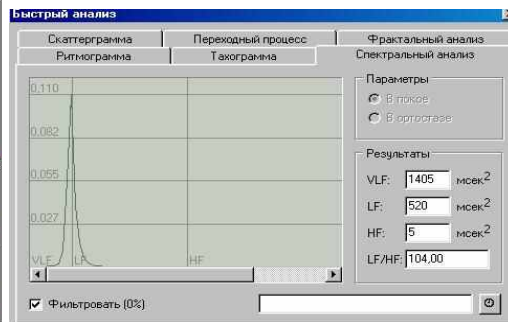 Быстрый анализ
Скаттерграмма
Переходный процесс
Фрактальный анализ
Ритмограмма
Тахограмма
Спектральный анализ
0.110
0.082
0.055
0.027
VLF
LF
HF
Параметры
В покое
В ортостазе
Результаты
VLF: 1405 мсек2
LF: 520 мсек2
HF: 5 мсек2
LF/HF: 104,00
Фильтровать (0%)